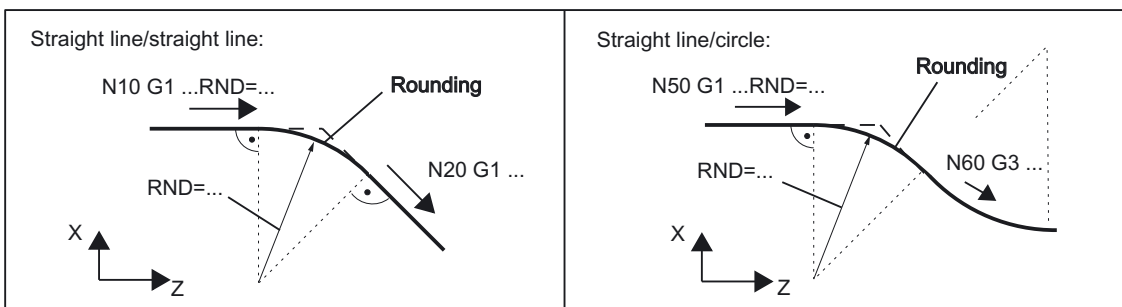 Straight line/straight line:
N10 G1 ...RND=...
Rounding
N20 G1 ...
RND=...
X
Z
Straight line/circle:
N50 G1 ...RND=...
Rounding
N60 G3 ...
RND=...
X
Z